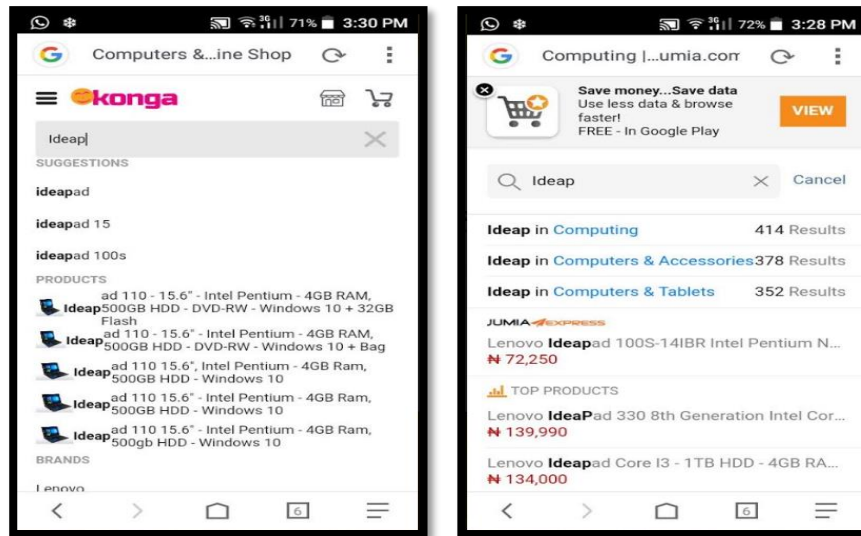 3G 71% 3:30 PM
G Computers &...ine Shop
konga
Ideap
SUGGESTIONS
ideapad
ideapad 15
ideapad 100s
PRODUCTS
Ideapad 110 - 15.6" - Intel Pentium - 4GB RAM,
500GB HDD - DVD-RW - Windows 10 + 32GB
Flash
Ideapad 110 - 15.6" - Intel Pentium - 4GB RAM,
500GB HDD - DVD-RW - Windows 10 + Bag
Ideapad 110 15.6", Intel Pentium - 4GB Ram,
500GB HDD - Windows 10
Ideapad 110 15.6" - Intel Pentium - 4GB Ram,
500GB HDD - Windows 10
Ideapad 110 15.6" - Intel Pentium - 4GB Ram,
500gb HDD - Windows 10
BRANDS
Lenovo
6
3G 72% 3:28 PM
G Computing |...umia.com
Save money...Save data
Use less data & browse
faster!
FREE - In Google Play
VIEW
Ideap Cancel
Ideap in Computing 414 Results
Ideap in Computers & Accessories 378 Results
Ideap in Computers & Tablets 352 Results
JUMIA EXPRESS
Lenovo Ideapad 100S-14IBR Intel Pentium N...
₦ 72,250
TOP PRODUCTS
Lenovo IdeaPad 330 8th Generation Intel Cor...
₦ 139,990
Lenovo Ideapad Core I3 - 1TB HDD - 4GB RA...
₦ 134,000
6